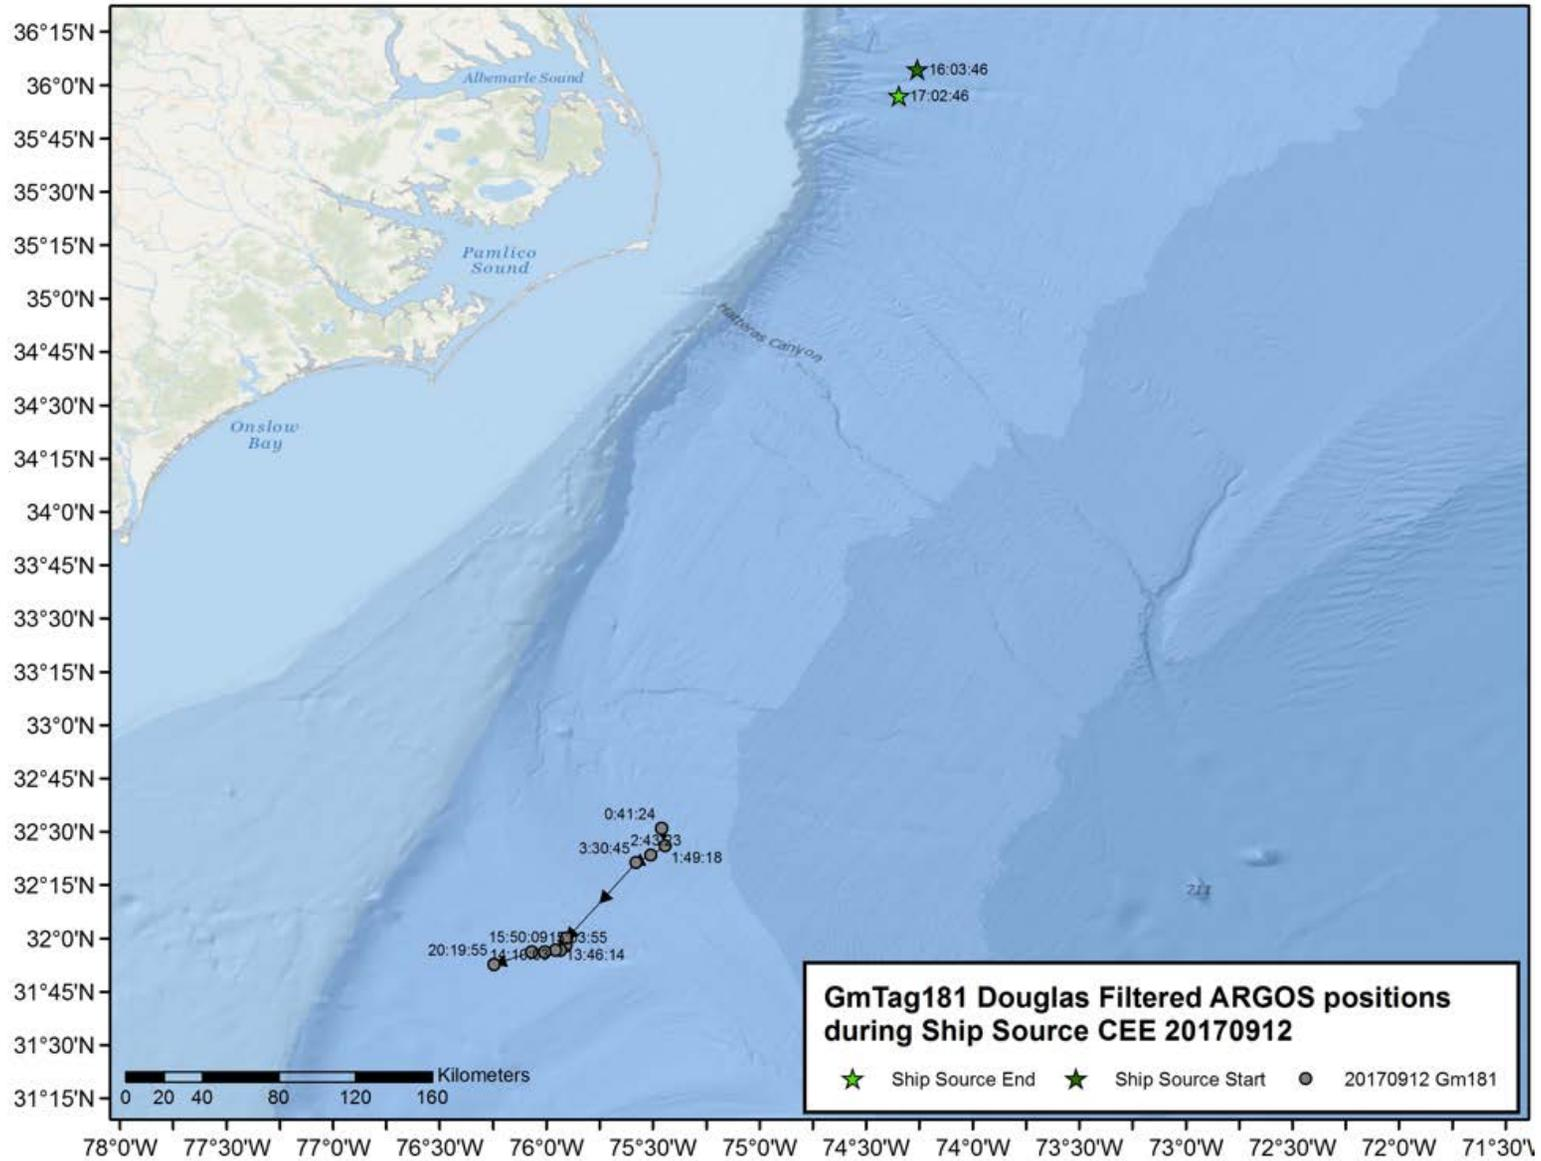 36°15'N
36°0'N
35°45'N
35°30'N
35°15'N
35°0'N
34°45'N
34°30'N
34°15'N
34°0'N
33°45'N
33°30'N
33°15'N
33°0'N
32°45'N
32°30'N
32°15'N
32°0'N
31°45'N
31°30'N
31°15'N
Albemarle Sound
Pamlico
Sound
Onslow
Bay
Hatteras Canyon
16:03:46
17:02:46
0:41:24
3:30:45
1:49:18
711
15:50:09
20:19:55
13:46:14
GmTag181 Douglas Filtered ARGOS positions
during Ship Source CEE 20170912
Ship Source End
Ship Source Start
20170912 Gm181
Kilometers
0 20 40 80 120 160
78°0'W 77°30'W 77°0'W 76°30'W 76°0'W 75°30'W 75°0'W 74°30'W 74°0'W 73°30'W 73°0'W 72°30'W 72°0'W